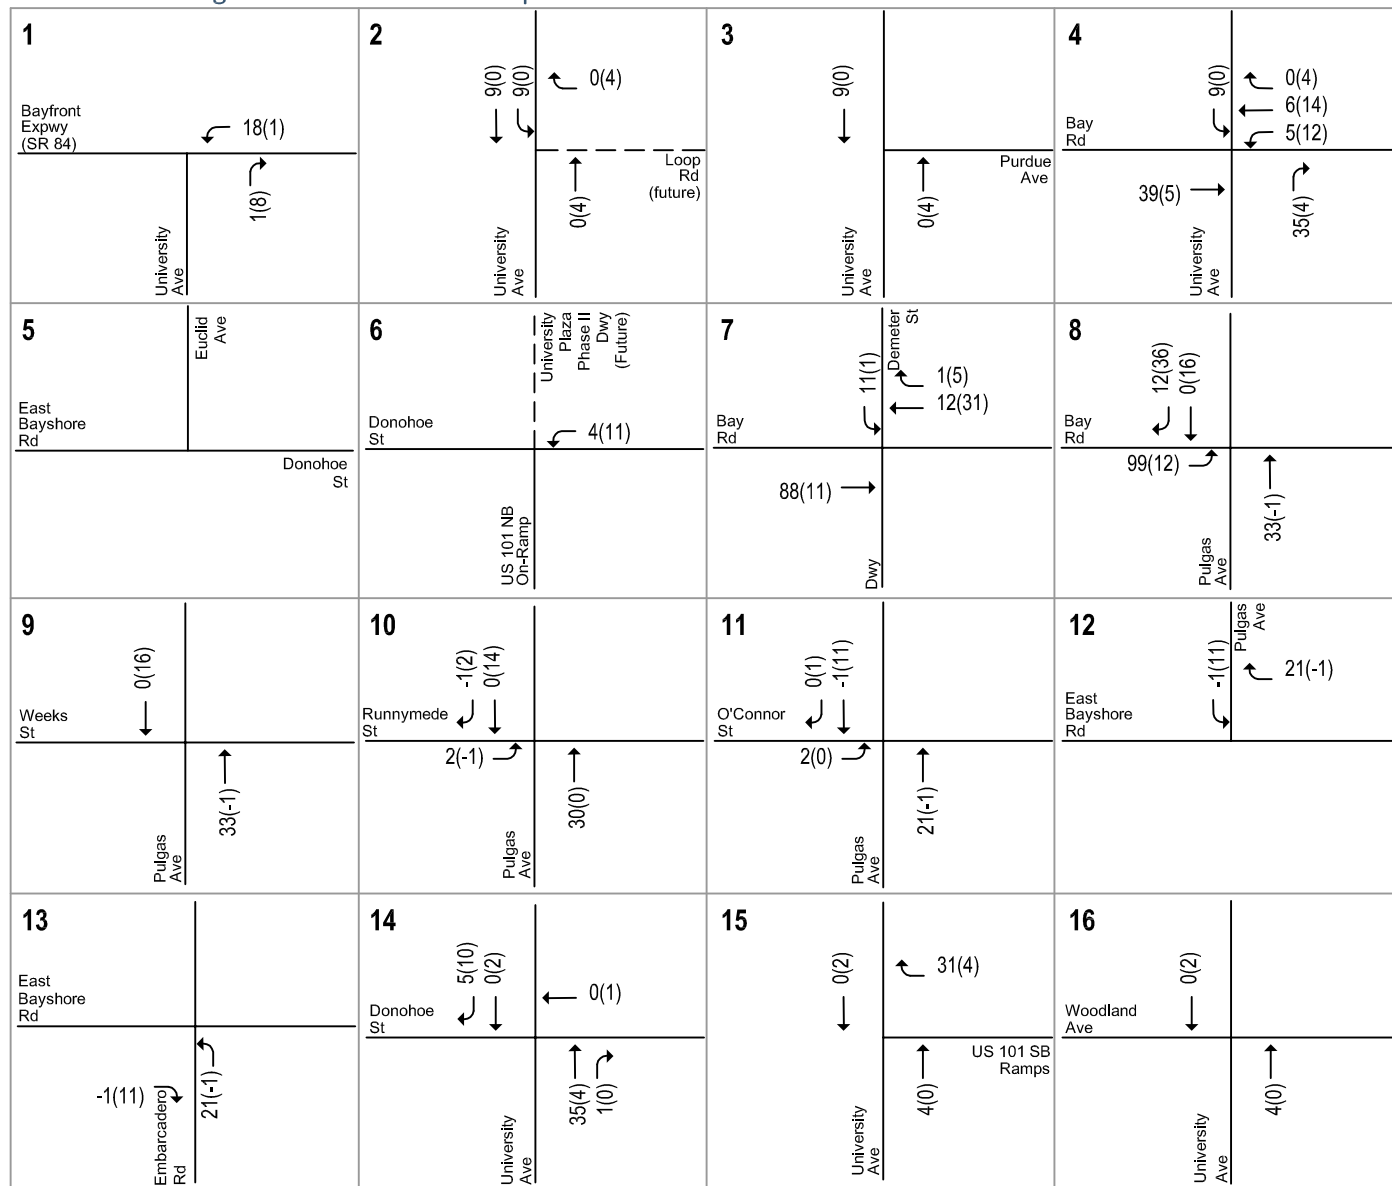 1
Bayfront
Expwy
(SR 84)
18(1)
1(8)
University
Ave
2
9(0)
9(0)
0(4)
Loop
Rd
(future)
0(4)
University
Ave
3
9(0)
Purdue
Ave
0(4)
University
Ave
4
9(0)
0(4)
6(14)
5(12)
Bay
Rd
39(5)
35(4)
University
Ave
5
Euclid
Ave
East
Bayshore
Rd
Donohoe
St
6
University
Plaza
Phase II
Dwy
(Future)
Donohoe
St
4(11)
US 101 NB
On-Ramp
7
Demeter
St
11(1)
1(5)
12(31)
Bay
Rd
88(11)
Dwy
8
12(36)
0(16)
Bay
Rd
99(12)
33(-1)
Pulgas
Ave
9
0(16)
Weeks
St
33(-1)
Pulgas
Ave
10
-1(2)
0(14)
Runnymede
St
2(-1)
30(0)
Pulgas
Ave
11
0(1)
-1(11)
O'Connor
St
2(0)
21(-1)
Pulgas
Ave
12
Pulgas
Ave
-1(11)
21(-1)
East
Bayshore
Rd
13
East
Bayshore
Rd
-1(11)
21(-1)
Embarcadero
Rd
14
5(10)
0(2)
0(1)
Donohoe
St
35(4)
1(0)
University
Ave
15
0(2)
31(4)
US 101 SB
Ramps
4(0)
University
Ave
16
0(2)
Woodland
Ave
4(0)
University
Ave